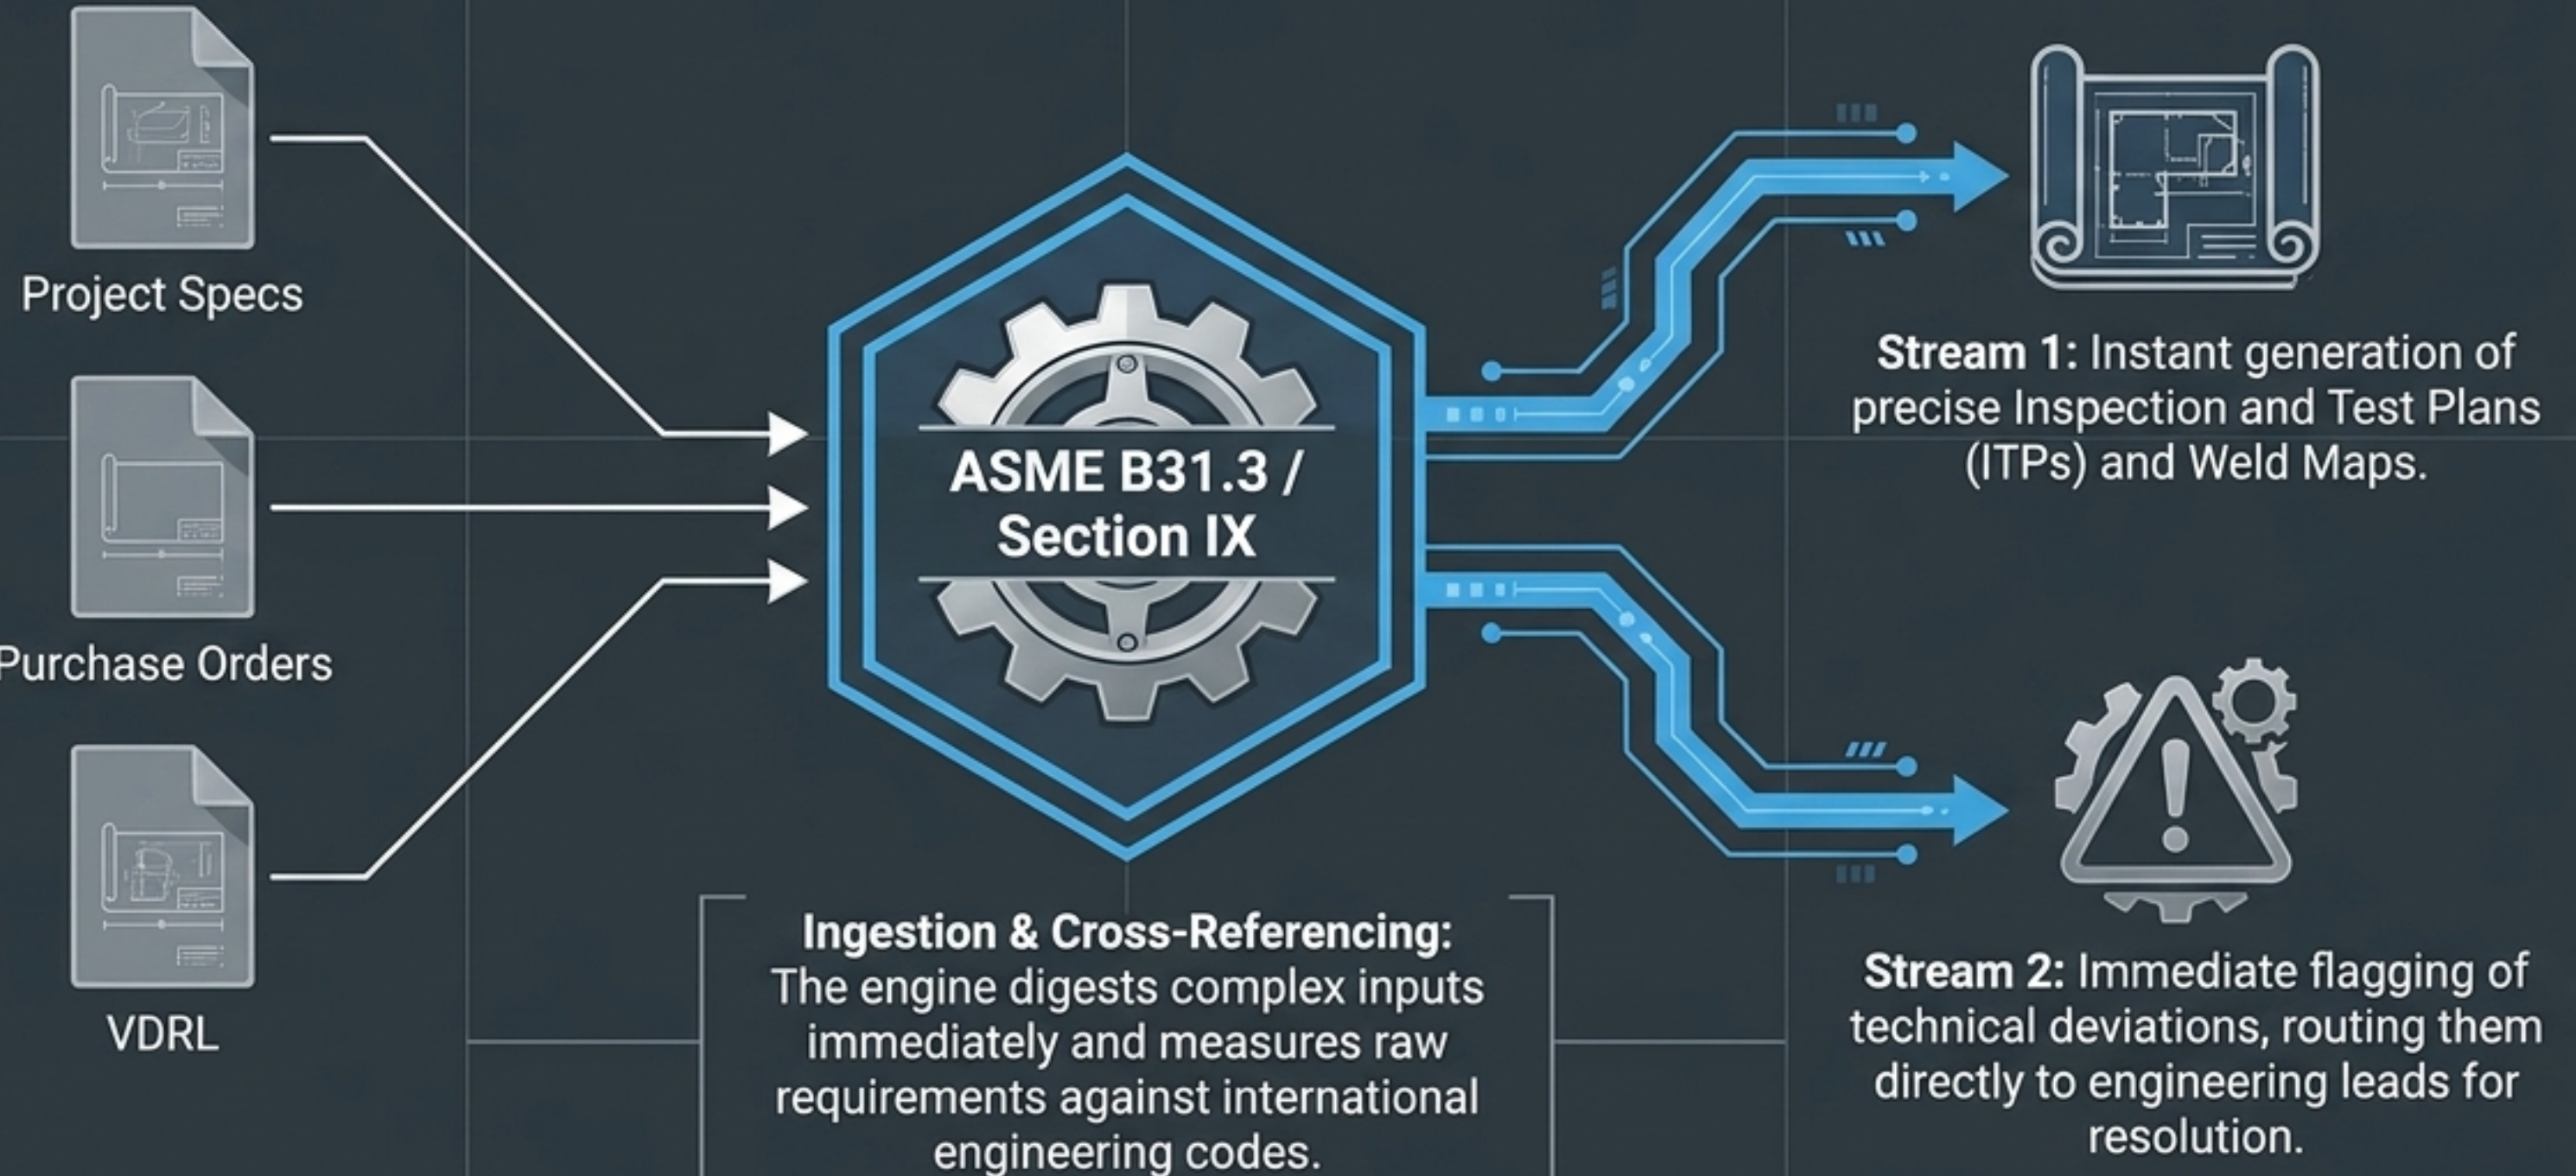 Project Specs
Purchase Orders
VDRL
ASME B31.3 /
Section IX
Ingestion & Cross-Referencing:
The engine digests complex inputs
immediately and measures raw
requirements against international
engineering codes.
Stream 1: Instant generation of
precise Inspection and Test Plans
(ITPs) and Weld Maps.
Stream 2: Immediate flagging of
technical deviations, routing them
directly to engineering leads for
resolution.